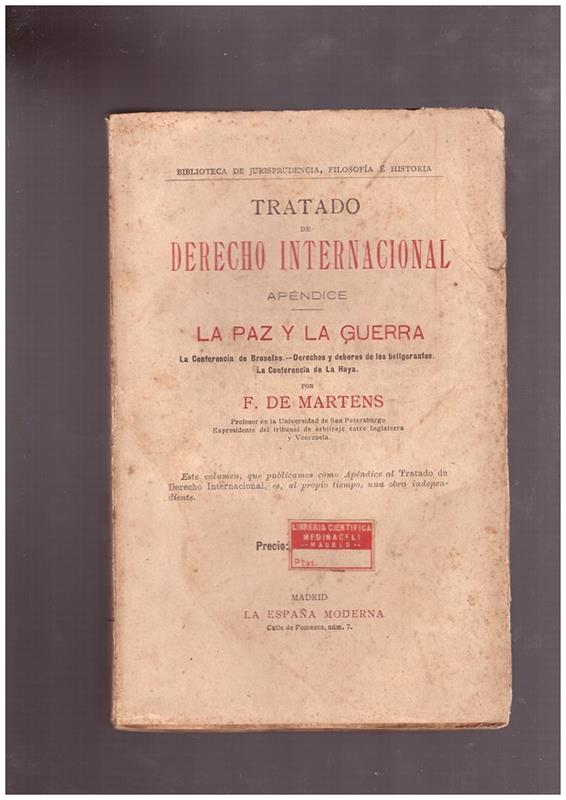 BIBLIOTECA DE JURISPRUDENCIA, FILOSOFÍA É HISTORIA
TRATADO
DE
DERECHO INTERNACIONAL
APÉNDICE
LA PAZ Y LA GUERRA
La Conferencia de Bruselas.—Derechos y deberes de los beligerantes.
La Conferencia de La Haya.
POR
F. DE MARTENS
Profesor en la Universidad de San Petersburgo
Expresidente del tribunal de arbitraje entre Inglaterra
y Venezuela.
Este volumen, que publicamos como Apéndice al Tratado de
Derecho Internacional, es, al propio tiempo, una obra indepen-
diente.
Precio:
LIBRERIA CIENTIFICA
MEDINACELI
--MADRID--
Ptas.
MADRID
LA ESPAÑA MODERNA
Calle de Fomento, núm. 7.